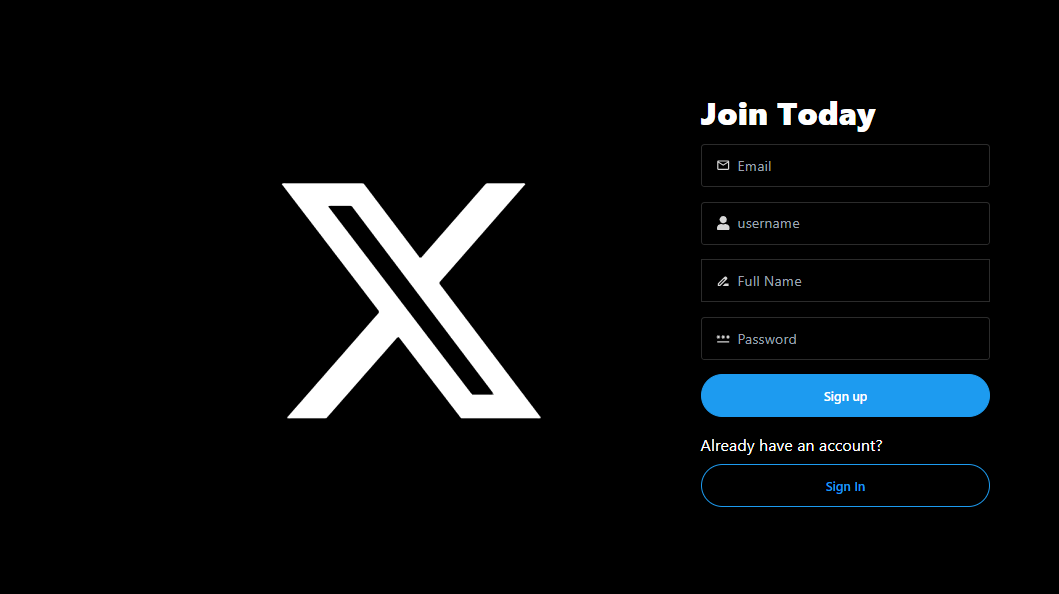 Join Today
Email
username
Full Name
Password
Sign up
Already have an account?
Sign In